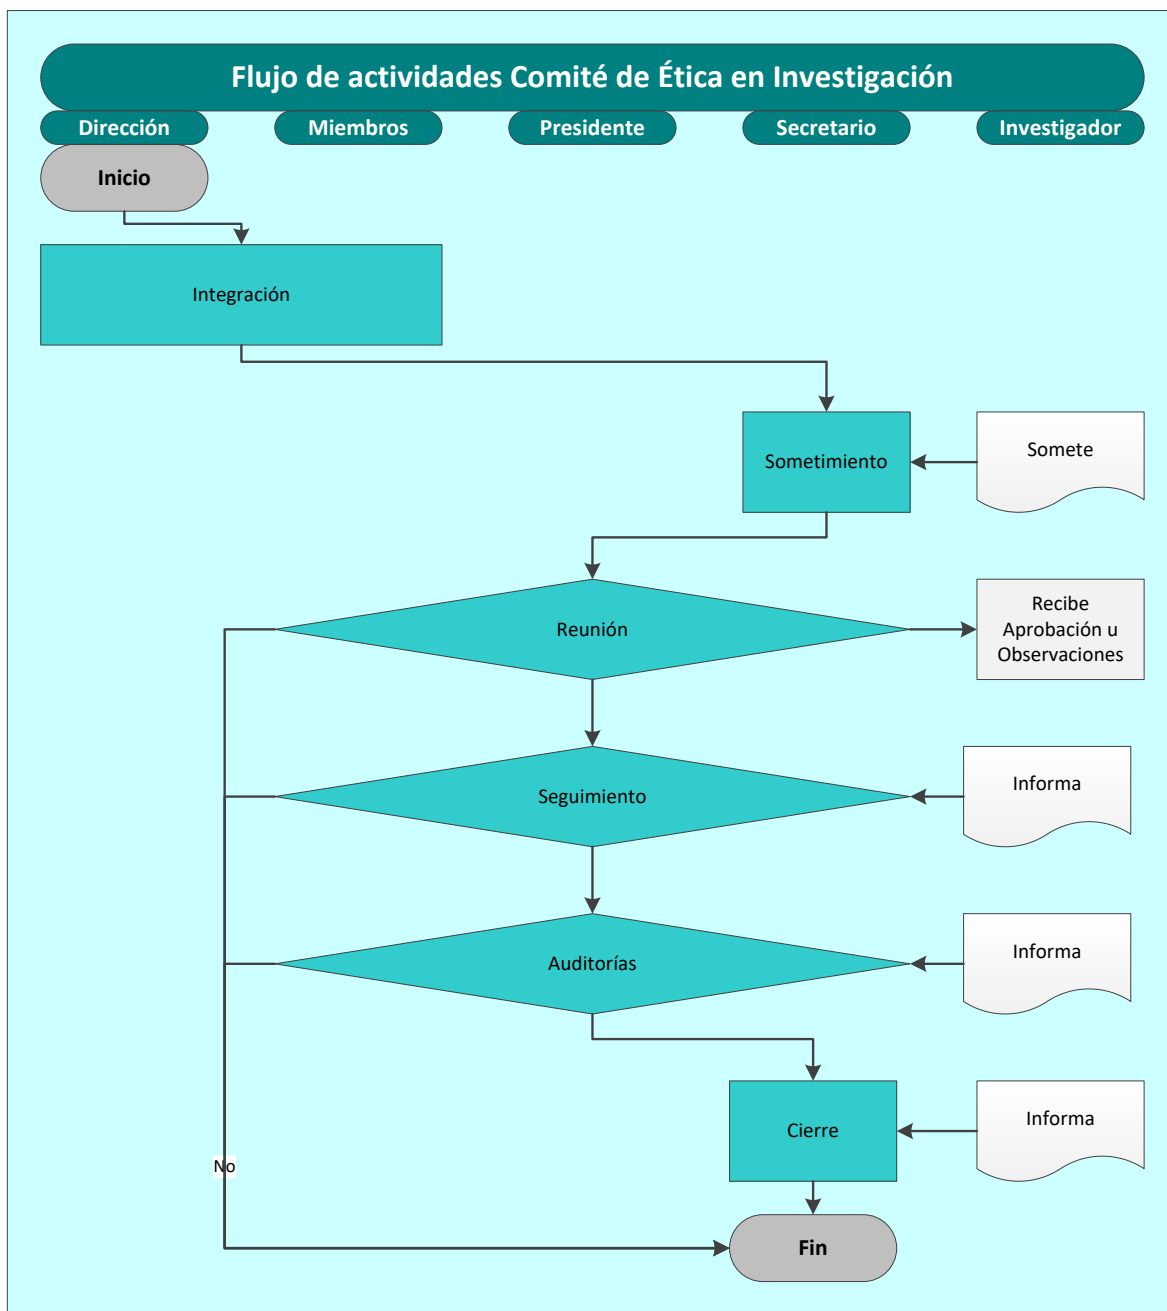 Flujo de actividades Comité de Ética en Investigación
Dirección
Miembros
Presidente
Secretario
Investigador
Inicio
Integración
Sometimiento
Somete
Reunión
Recibe
Aprobación u
Observaciones
Seguimiento
Informa
Auditorías
Informa
Cierre
Informa
No
Fin